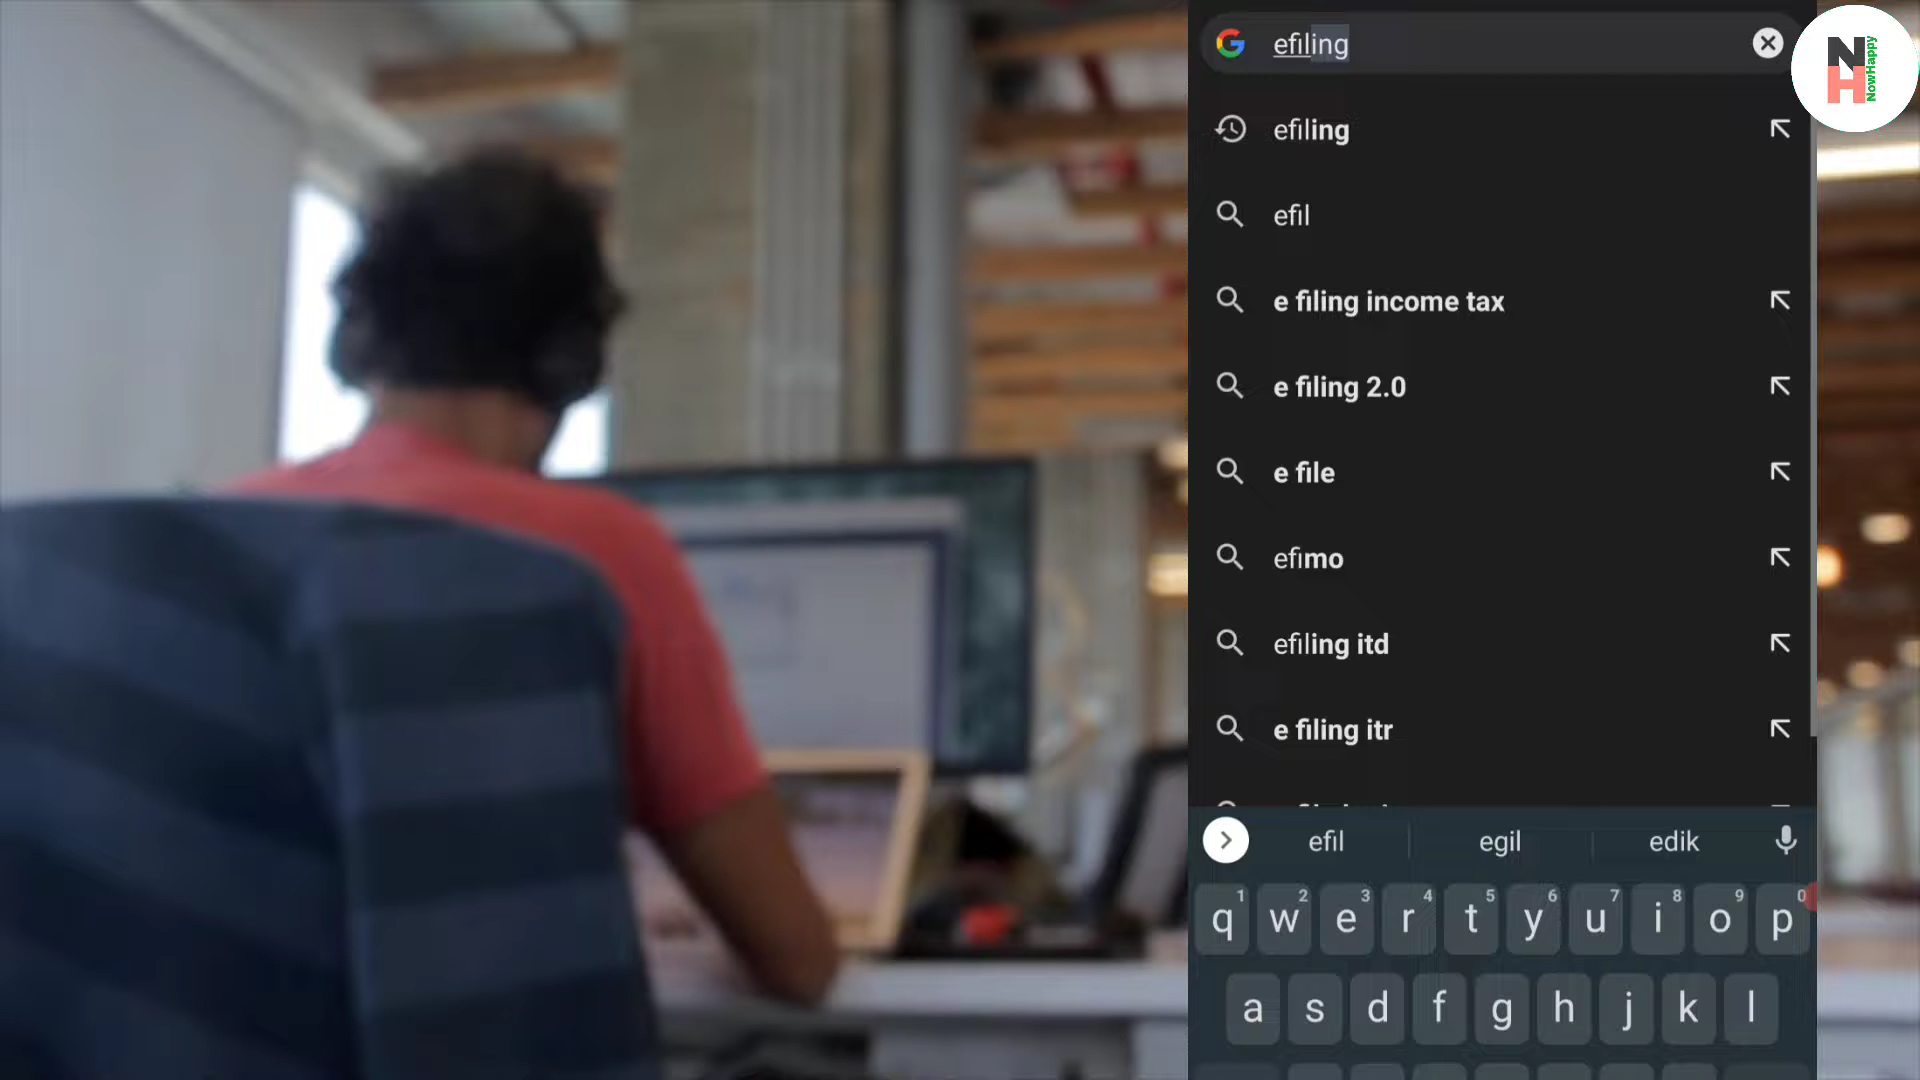 efiling
efiling
efil
e filing income tax
e filing 2.0
e file
efimo
efiling itd
e filing itr
efil egil edik
1 2 3 4 5 6 7 8 9 0
q w e r t y u i o p
a s d f g h j k l
NH NowHappy